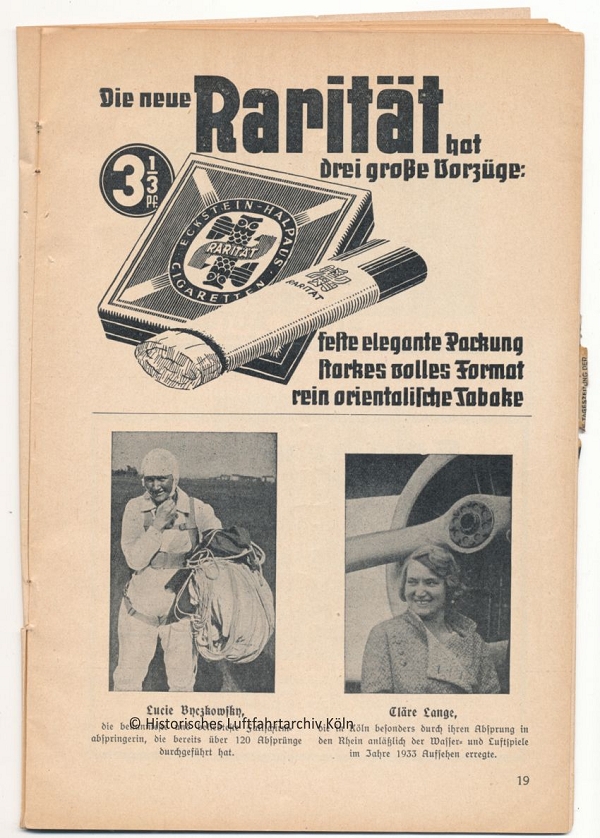 Die neue Rarität hat
drei große Vorzüge:
3 1/3 Pf.
ECKSTEIN-HALPAUS
RARITÄT
CIGARETTEN
RARITÄT
feste elegante Packung
starkes volles Format
rein orientalische Tabake
Lucie Byczkowsky,
die
abspringerin, die bereits über 120 Absprünge
durchgeführt hat.
Cläre Lange,
die in Köln besonders durch ihren Absprung in
den Rhein anläßlich der Wasser- und Luftspiele
im Jahre 1933 Aufsehen erregte.
© Historisches Luftfahrtarchiv Köln
19